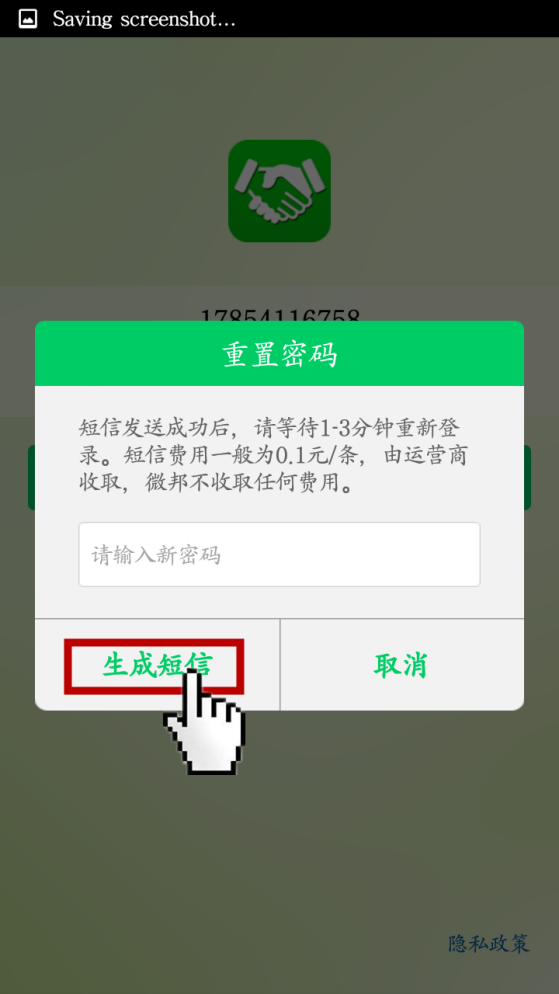 Saving screenshot...
17854116758
重置密码
短信发送成功后，请等待1-3分钟重新登
录。短信费用一般为0.1元/条，由运营商
收取，微邦不收取任何费用。
请输入新密码
生成短信
取消
隐私政策